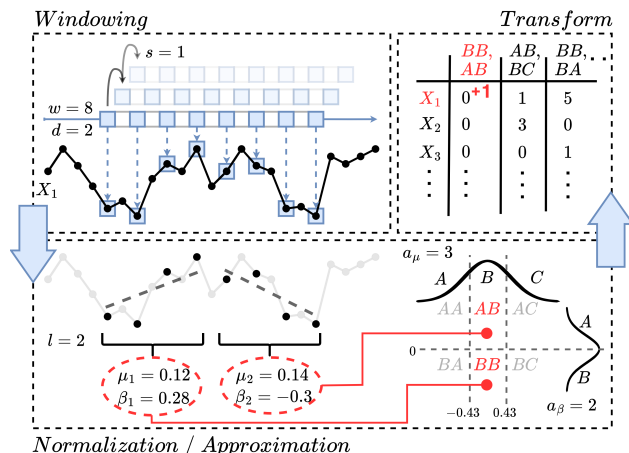 Windowing
Transform
s = 1
w = 8
d = 2
X₁
BB, AB, BB, ..
AB BC BA
X₁ 0+1 1 5
X₂ 0 3 0
X₃ 0 0 1
⋮ ⋮ ⋮ ⋮
l = 2
μ₁ = 0.12
β₁ = 0.28
μ₂ = 0.14
β₂ = −0.3
a_μ = 3
A B C
AA AB AC
A
0
BA BB BC
B
-0.43 0.43
a_β = 2
Normalization / Approximation